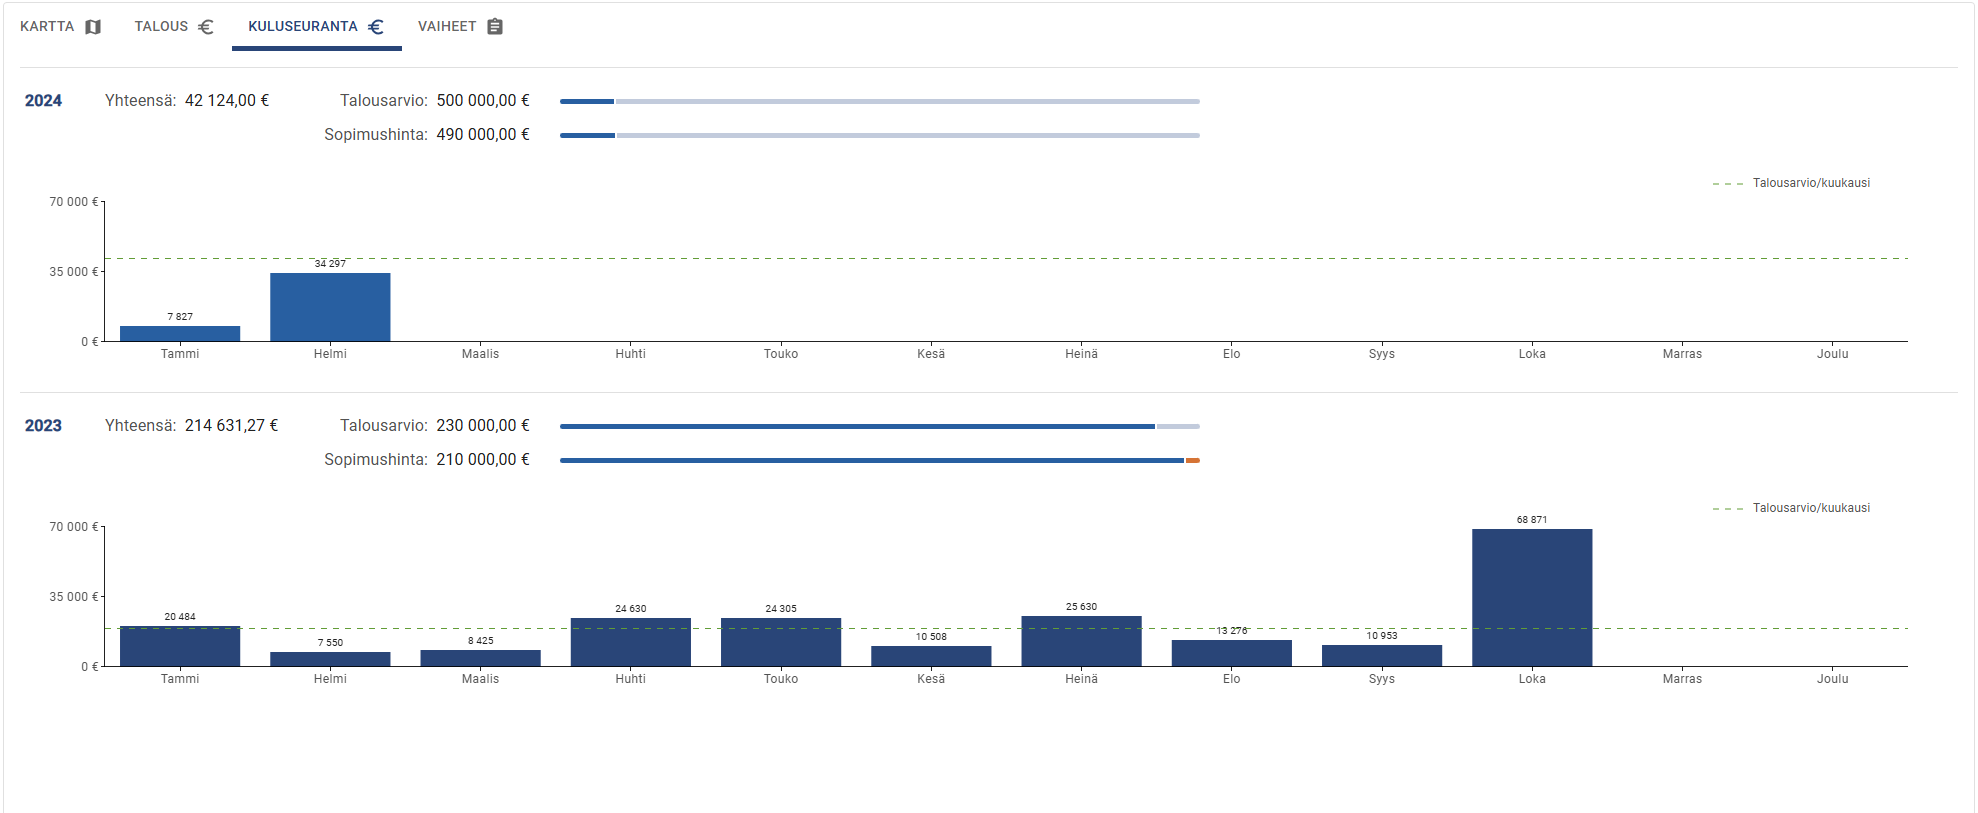 KARTTA TALOUS KULUSEURANTA VAIHEET
2024 Yhteensä: 42 124,00 € Talousarvio: 500 000,00 €
Sopimushinta: 490 000,00 €
Talousarvio/kuukausi
70 000 €
35 000 €
0 €
7 827 34 297
Tammi Helmi Maalis Huhti Touko Kesä Heinä Elo Syys Loka Marras Joulu
2023 Yhteensä: 214 631,27 € Talousarvio: 230 000,00 €
Sopimushinta: 210 000,00 €
Talousarvio/kuukausi
70 000 €
35 000 €
0 €
20 484 7 550 8 425 24 630 24 305 10 508 25 630 13 276 10 953 68 871
Tammi Helmi Maalis Huhti Touko Kesä Heinä Elo Syys Loka Marras Joulu